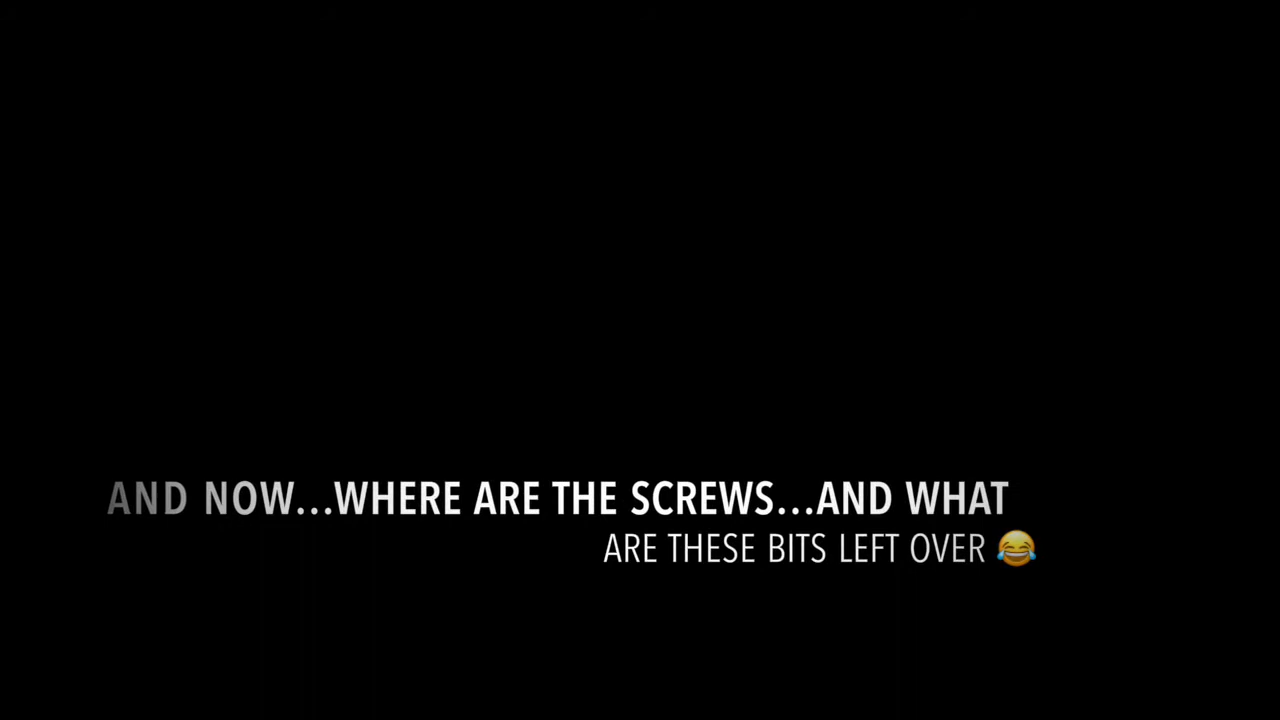 AND NOW...WHERE ARE THE SCREWS...AND WHAT
ARE THESE BITS LEFT OVER 😂